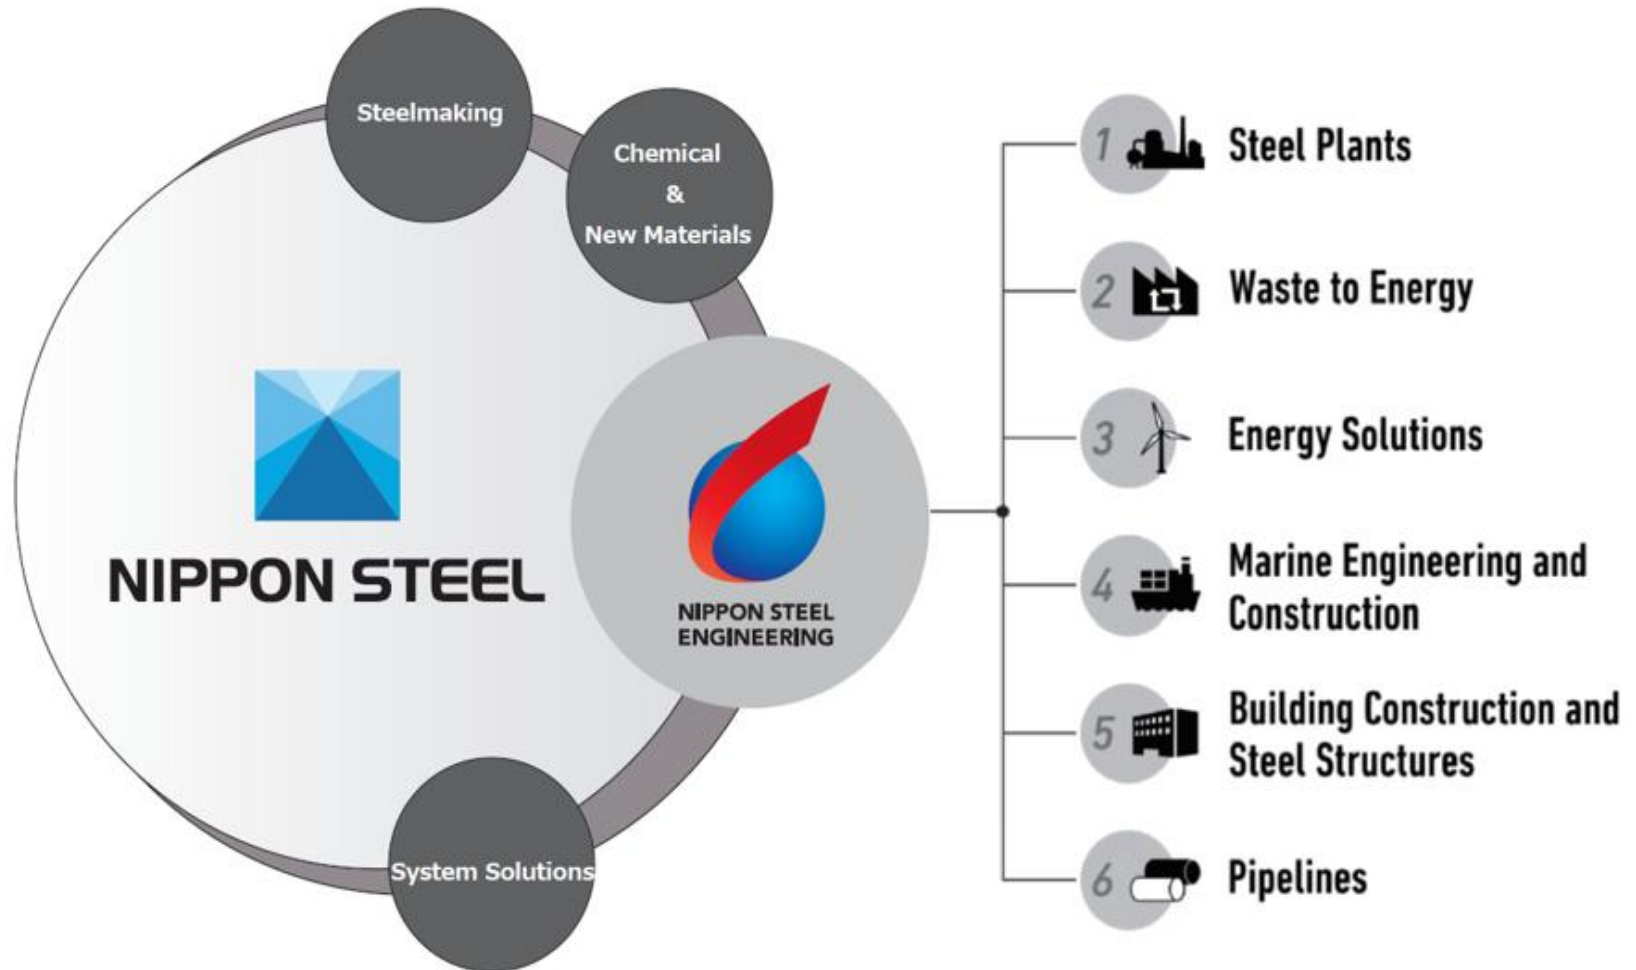 Steelmaking
Chemical
&
New Materials
NIPPON STEEL
NIPPON STEEL
ENGINEERING
System Solutions
1 Steel Plants
2 Waste to Energy
3 Energy Solutions
4 Marine Engineering and
Construction
5 Building Construction and
Steel Structures
6 Pipelines